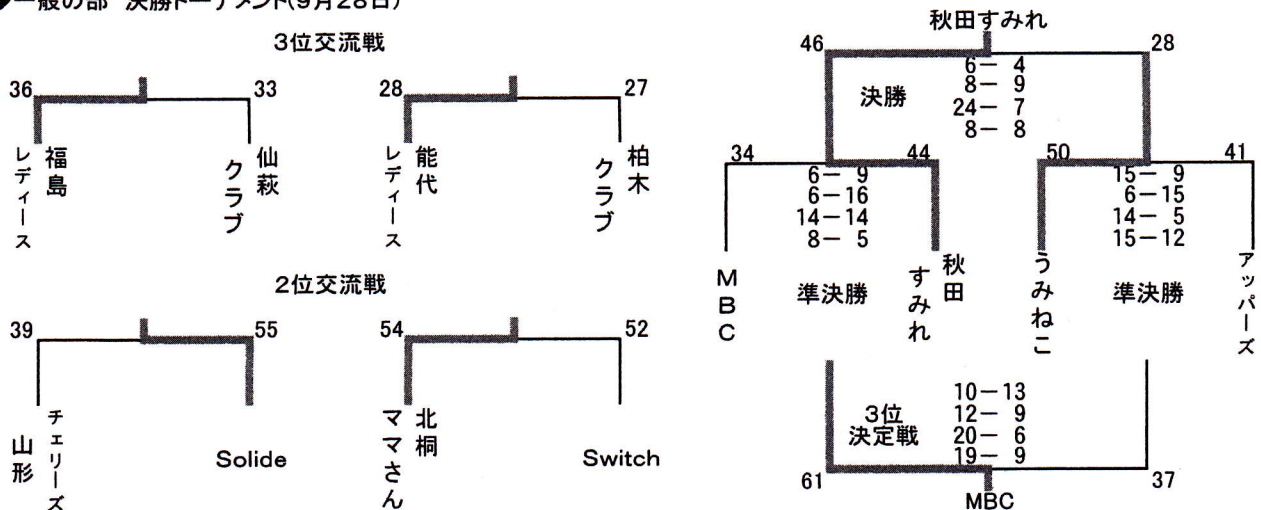 ●一般の部 決勝トーナメント(9月28日)
3位交流戦
36
33
福島
レディース
仙萩
クラブ
28
27
能代
レディース
柏木
クラブ
2位交流戦
39
55
山形
チェリーズ
Solide
54
52
北桐
ママさん
Switch
秋田すみれ
46
28
決勝
6－ 4
8－ 9
24－ 7
8－ 8
34
44
6－ 9
6－16
14－14
8－ 5
MBC
準決勝
秋田
すみれ
50
41
15－ 9
6－15
14－ 5
15－12
うみねこ
準決勝
アッパーズ
3位
決定戦
10－13
12－ 9
20－ 6
19－ 9
61
37
MBC